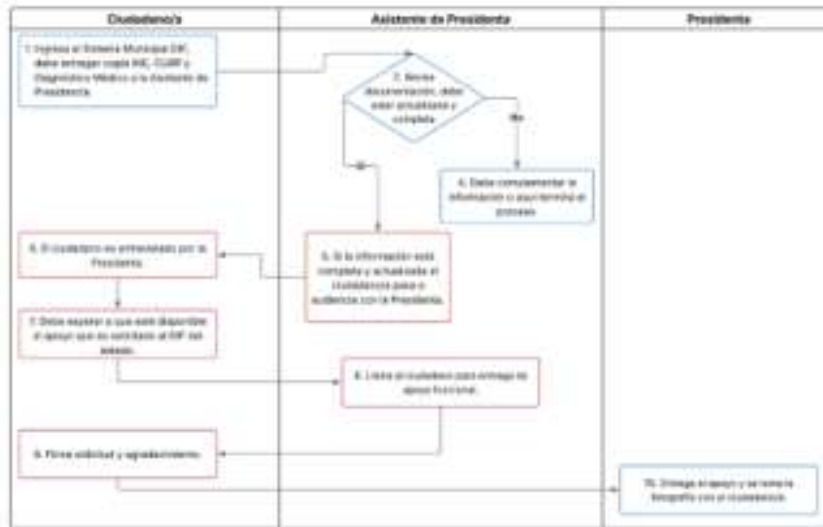 Ciudadano/a
Asistente de Presidenta
Presidenta
1. Ingresa al Sistema Municipal DIF,
debe entregar copia INE, CURP y
Diagnóstico Médico a la Asistente de
Presidencia.
2. Revisa
documentación, debe
estar actualizada y
completa
No
Si
4. Debe complementar la
información o aquí termina el
proceso
5. Si la información está
completa y actualizada el
ciudadano/a pasa a
audiencia con la Presidenta.
6. El ciudadano es entrevistado por la
Presidenta.
7. Debe esperar a que esté disponible
el apoyo que es solicitado al DIF del
estado.
8. Llama al ciudadano para entrega de
apoyo funcional.
9. Firma solicitud y agradecimiento.
10. Entrega el apoyo y se toma la
fotografía con el ciudadano/a.